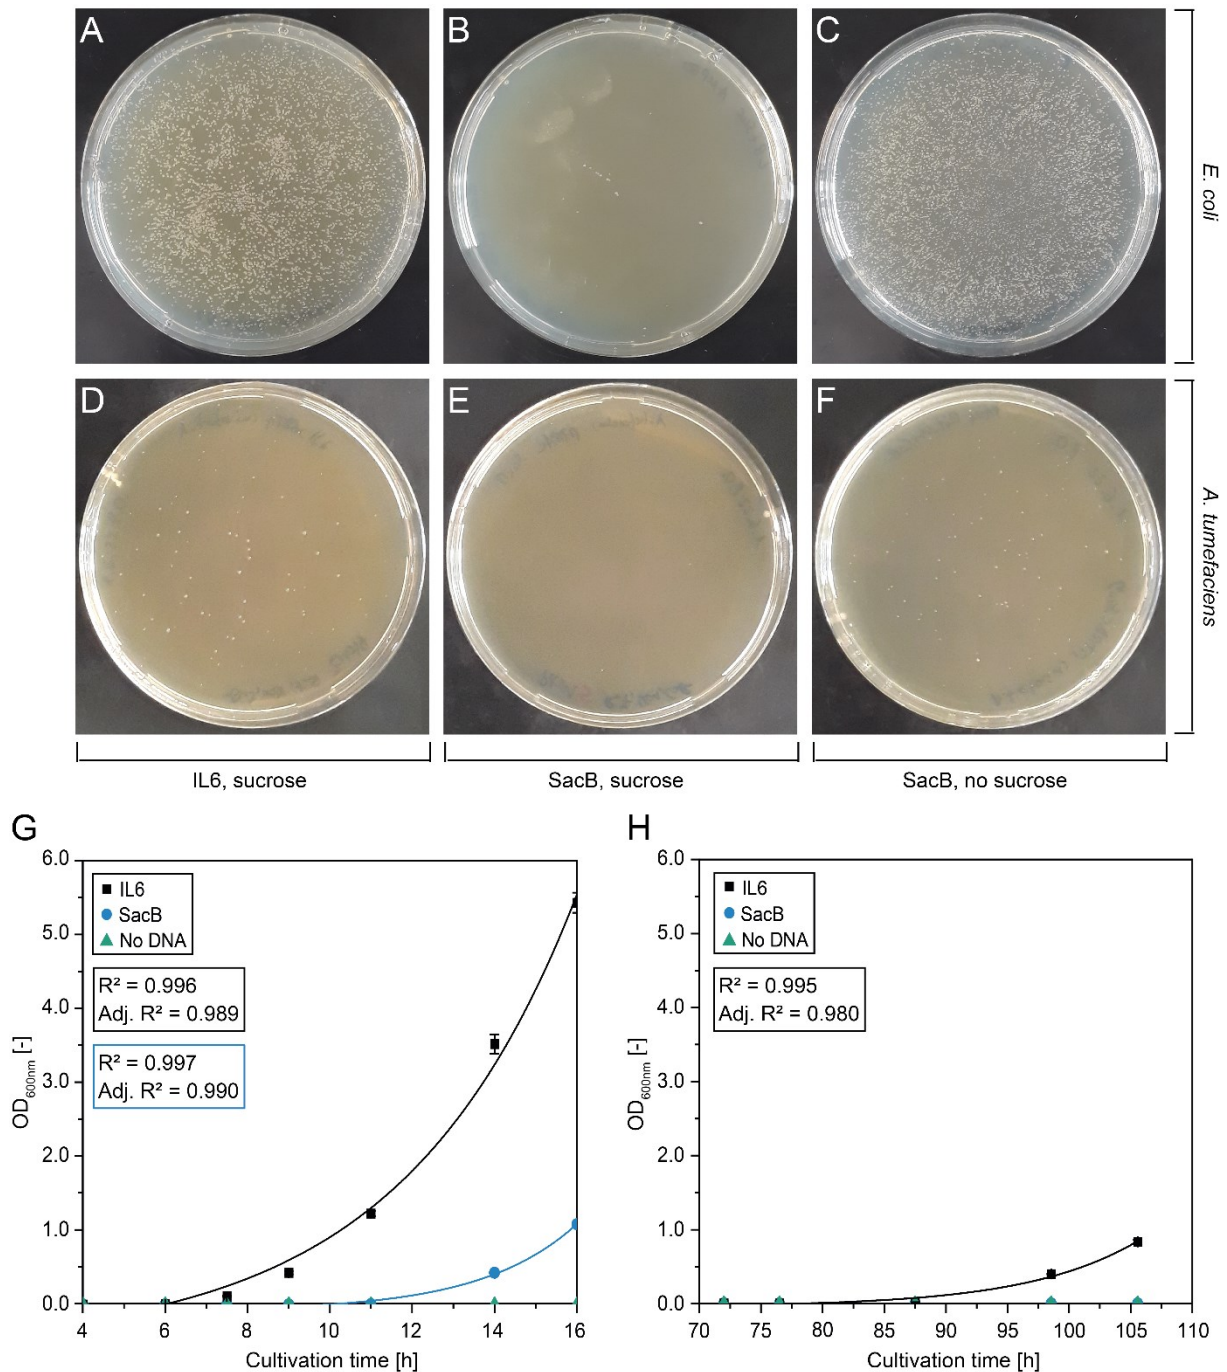 A
B
C
E. coli
D
E
F
A. tumefaciens
IL6, sucrose
SacB, sucrose
SacB, no sucrose
G
6.0
5.0
4.0
3.0
2.0
1.0
0.0
OD600nm [-]
IL6
SacB
No DNA
R² = 0.996
Adj. R² = 0.989
R² = 0.997
Adj. R² = 0.990
4 6 8 10 12 14 16
Cultivation time [h]
H
6.0
5.0
4.0
3.0
2.0
1.0
0.0
OD600nm [-]
IL6
SacB
No DNA
R² = 0.995
Adj. R² = 0.980
70 75 80 85 90 95 100 105 110
Cultivation time [h]